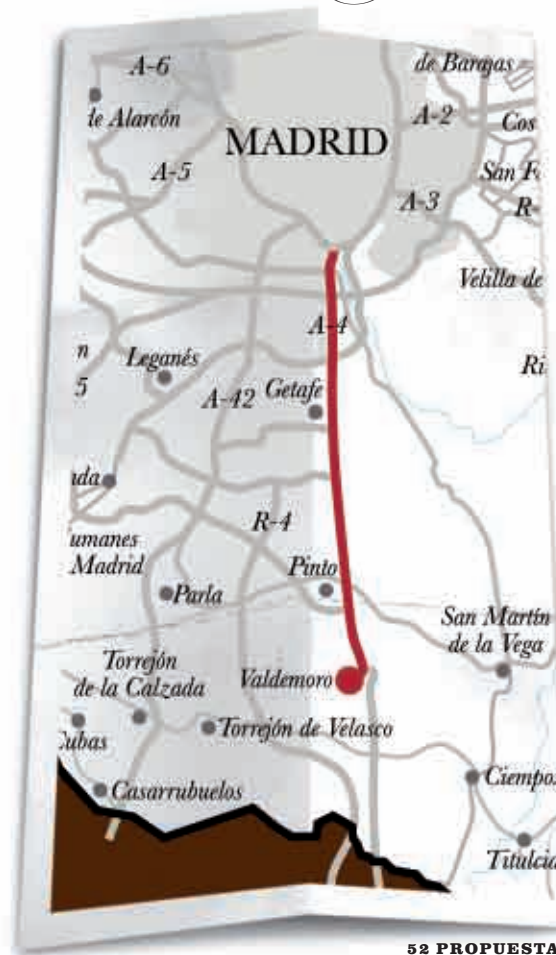 A-6
de Barajas
le Alarcón
A-2
Cos
MADRID
A-5
San F.
A-3
R-
Velilla de
A-4
n
5
Leganés
Ri
A-42
Getafe
uda
R-4
umanes
Madrid
Pinto
Parla
San Martín
de la Vega
Torrejón
de la Calzada
Valdemoro
Cubas
Torrejón de Velasco
Casarrubuelos
Ciempo
Titulcia
52 PROPUESTA